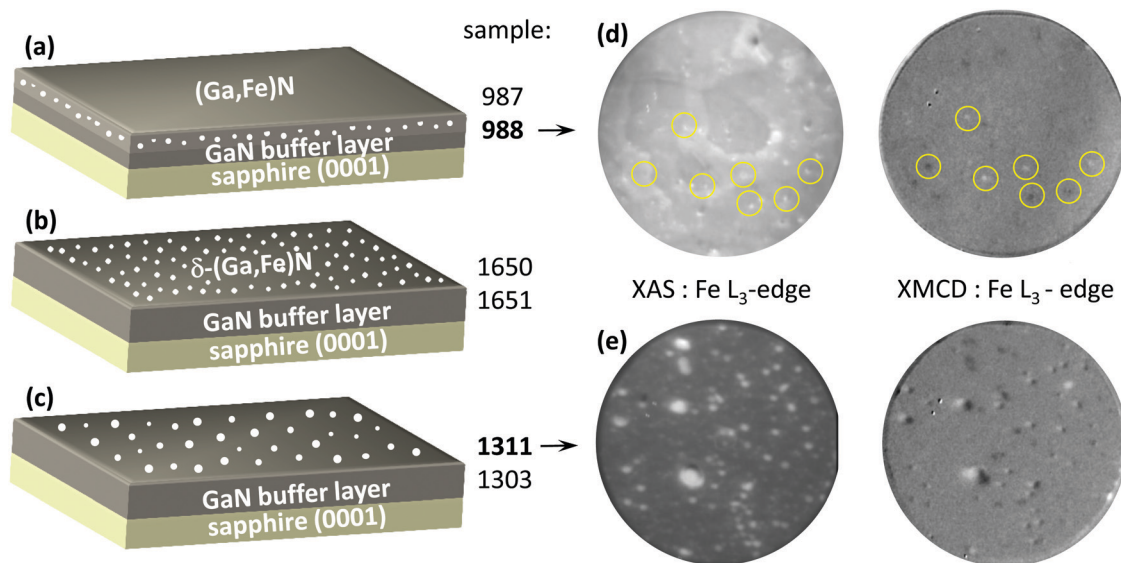 (a)
(Ga,Fe)N
GaN buffer layer
sapphire (0001)
sample:
987
988
(b)
δ-(Ga,Fe)N
GaN buffer layer
sapphire (0001)
1650
1651
(c)
GaN buffer layer
sapphire (0001)
1311
1303
(d)
XAS : Fe L₃-edge
XMCD : Fe L₃ - edge
(e)